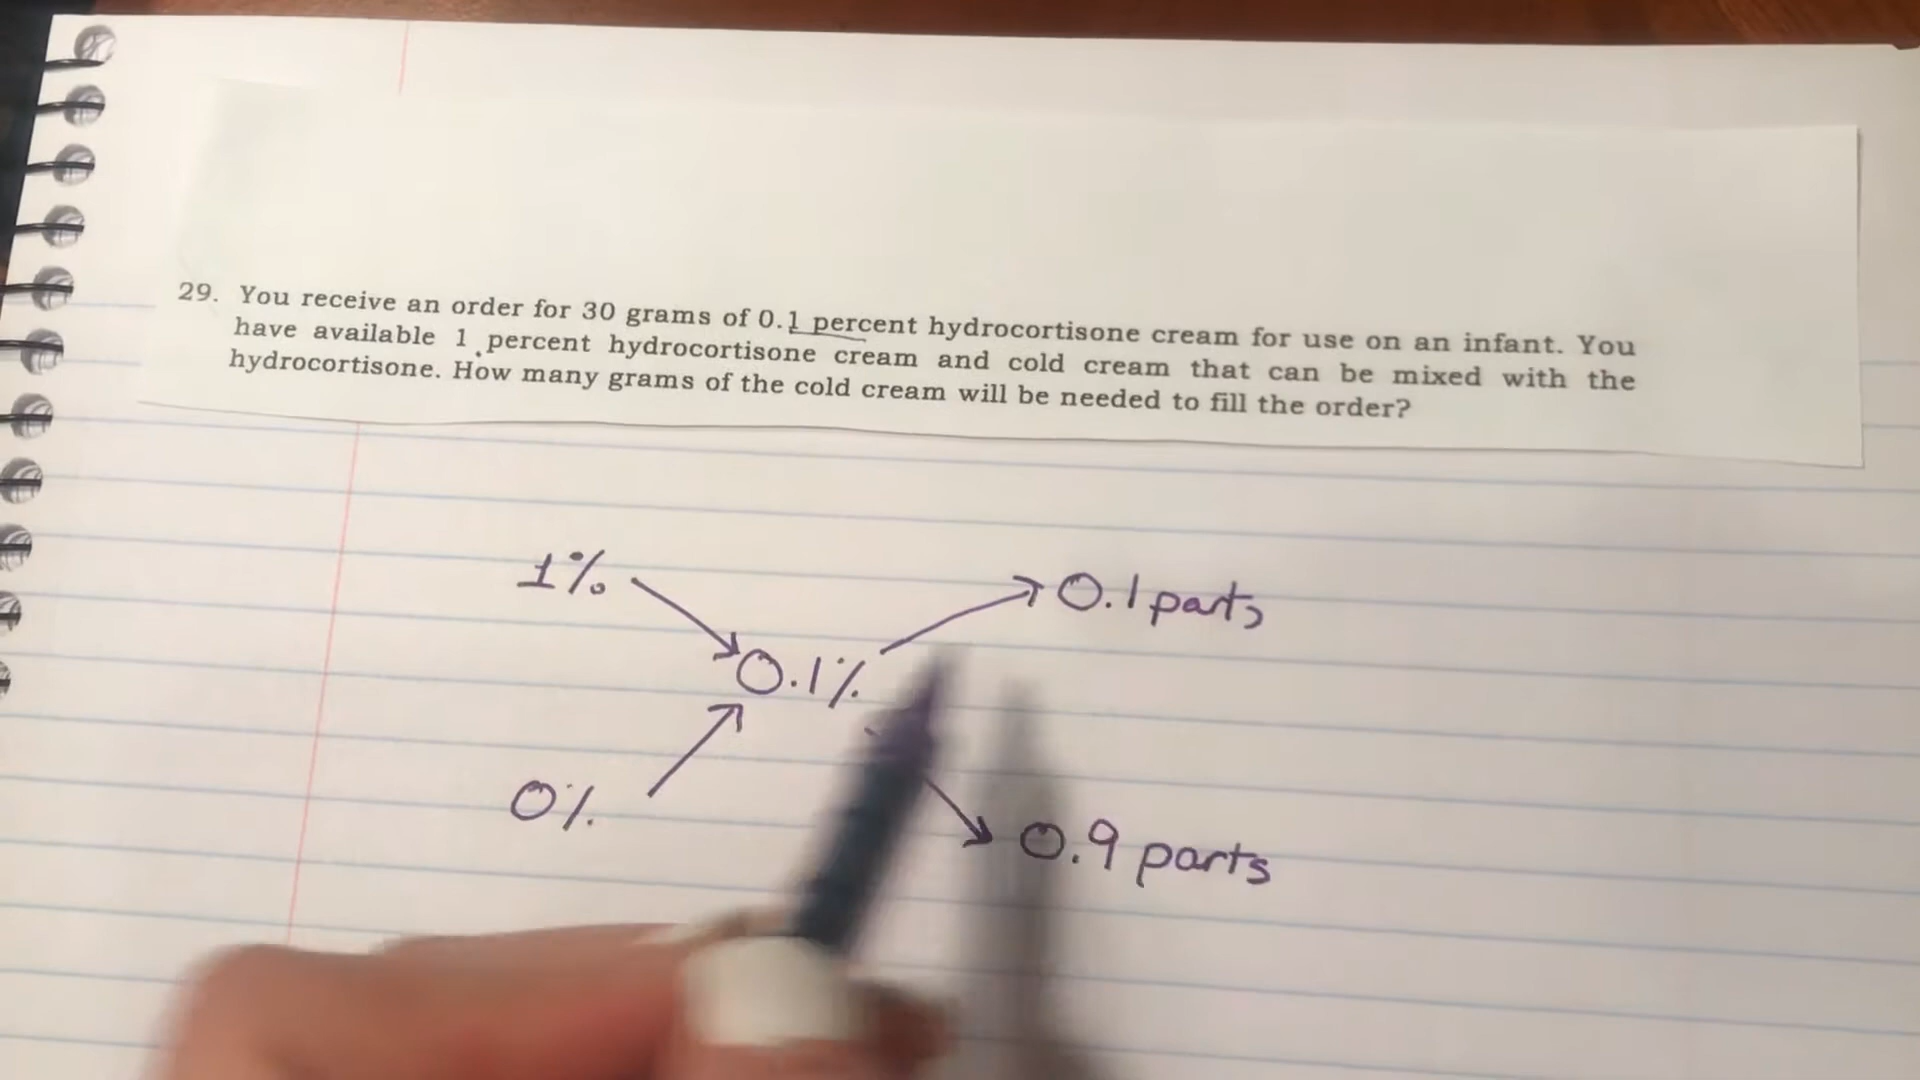 29. You receive an order for 30 grams of 0.1 percent hydrocortisone cream for use on an infant. You
have available 1 percent hydrocortisone cream and cold cream that can be mixed with the
hydrocortisone. How many grams of the cold cream will be needed to fill the order?
1%
0.1 parts
0.1%
0%
0.9 parts